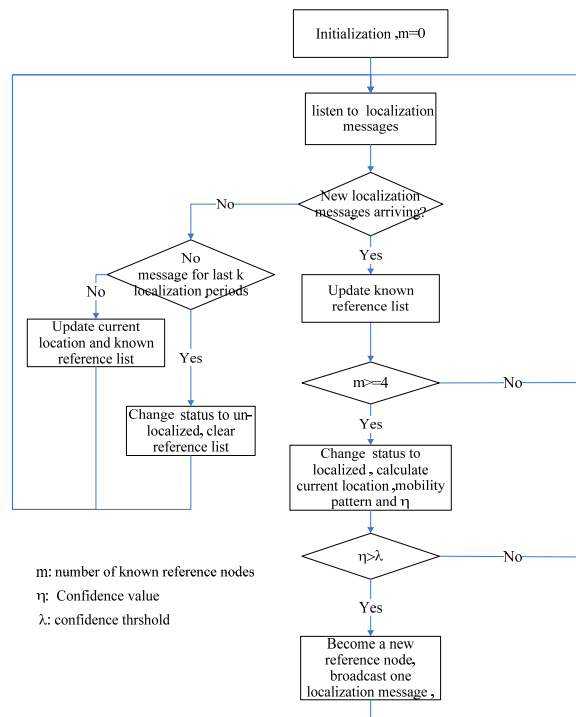 Initialization ,m=0
listen to localization
messages
New localization
messages arriving?
No
Yes
No
message for last k
localization periods
Update known
reference list
No
Update current
location and known
reference list
Yes
m>=4
No
Yes
Change status to un-
localized, clear
reference list
Change status to
localized , calculate
current location ,mobility
pattern and η
η>λ
No
Yes
m: number of known reference nodes
η: Confidence value
λ: confidence thrshold
Become a new
reference node,
broadcast one
localization message ,